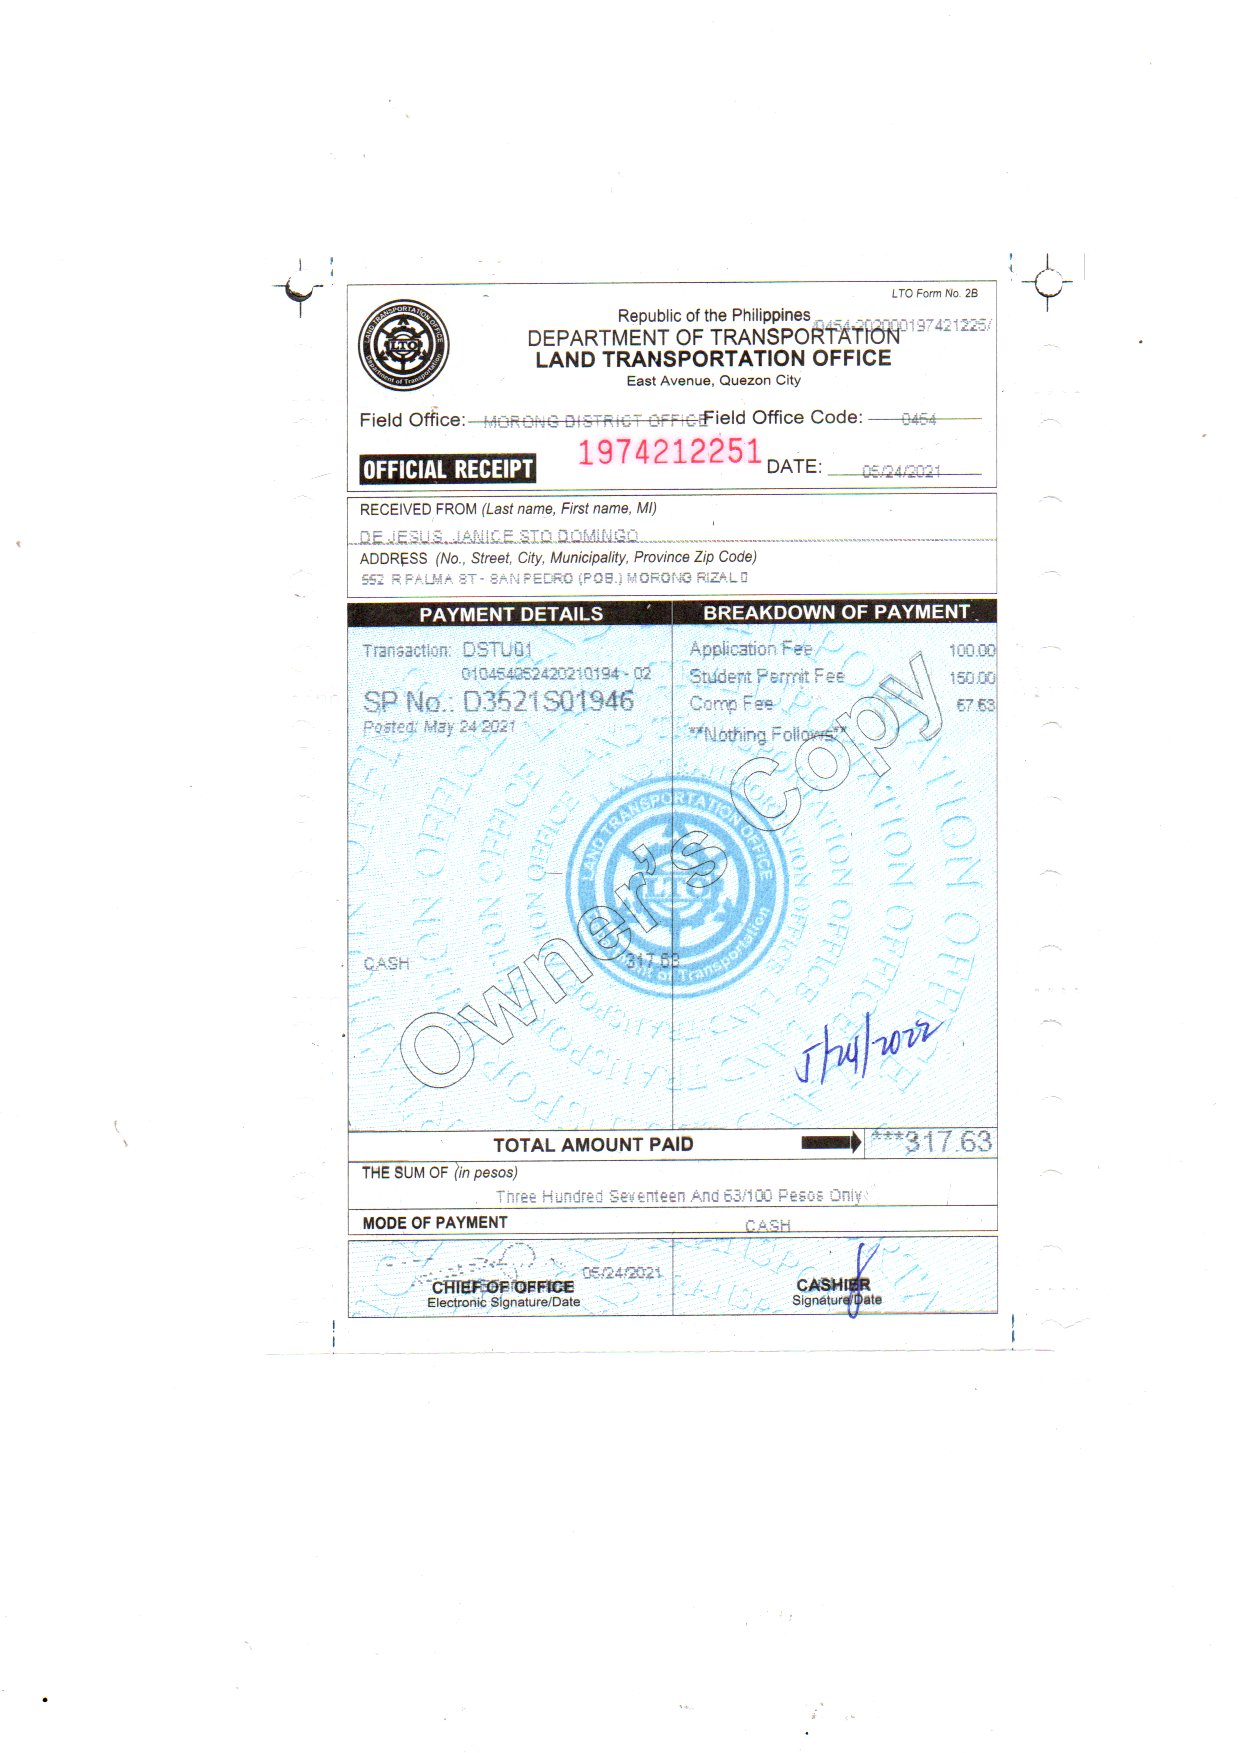 LTO Form No. 2B
Republic of the Philippines
DEPARTMENT OF TRANSPORTATION
LAND TRANSPORTATION OFFICE
East Avenue, Quezon City
Field Office: MORONG DISTRICT OFFICE Field Office Code: 0454
OFFICIAL RECEIPT 1974212251 DATE: 05/24/2021
RECEIVED FROM (Last name, First name, MI)
DE JESUS, JANICE STO DOMINGO
ADDRESS (No., Street, City, Municipality, Province Zip Code)
552 R PALMA ST - SAN PEDRO (POB.) MORONG RIZAL 0
PAYMENT DETAILS BREAKDOWN OF PAYMENT
Transaction: DSTU01 Application Fee 100.00
010454052420210194 - 02 Student Permit Fee 150.00
SP No.: D3521S01946 Comp Fee 67.63
Posted: May 24 2021 **Nothing Follows**
Owner's Copy
LAND TRANSPORTATION OFFICE
LTO
Department of Transportation
CASH 317.63
5/24/2022
TOTAL AMOUNT PAID ***317.63
THE SUM OF (in pesos)
Three Hundred Seventeen And 63/100 Pesos Only
MODE OF PAYMENT CASH
05/24/2021
CHIEF OF OFFICE CASHIER
Electronic Signature/Date Signature/Date